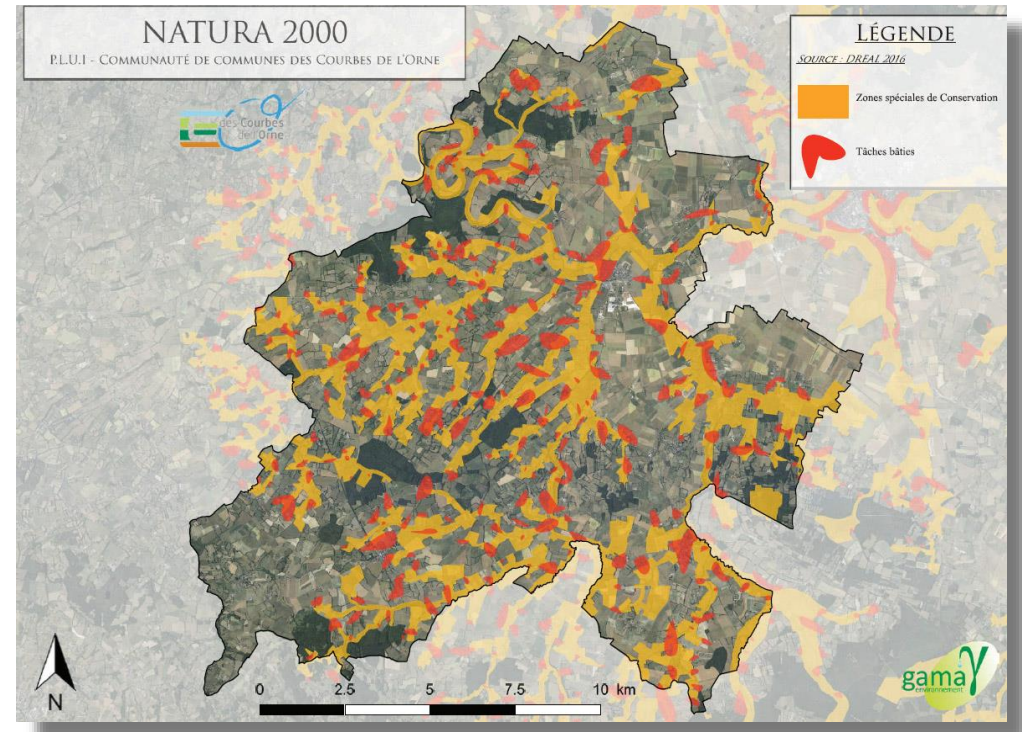 NATURA 2000
P.L.U.I - COMMUNAUTÉ DE COMMUNES DES COURBES DE L'ORNE
des Courbes
de l'Orne
LÉGENDE
SOURCE : DREAL 2016
Zones spéciales de Conservation
Tâches bâties
N
0 2.5 5 7.5 10 km
gama
environnement